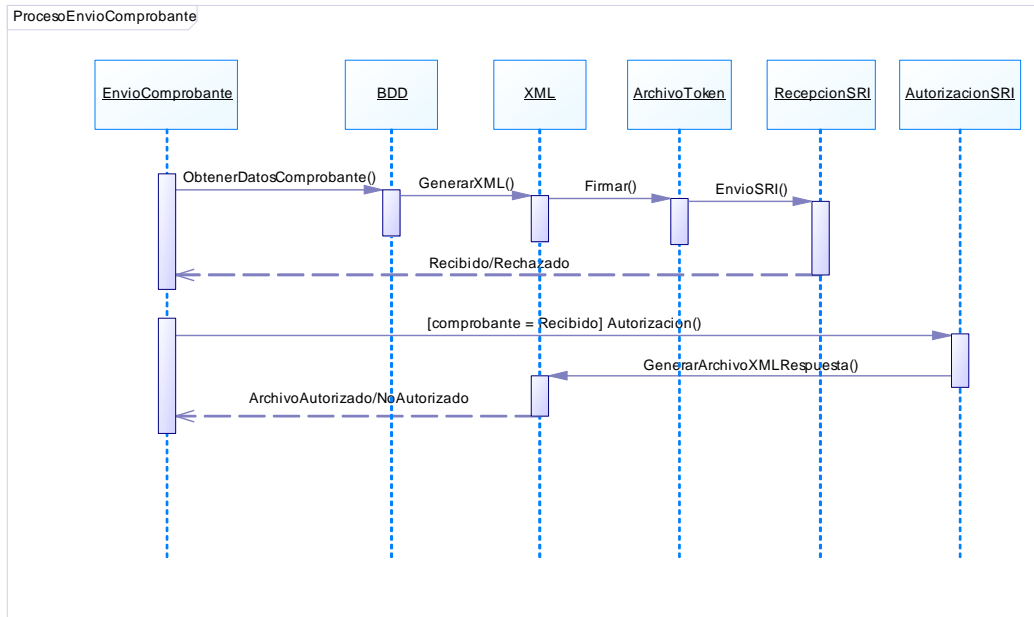 ProcesoEnvioComprobante
EnvioComprobante
BDD
XML
ArchivoToken
RecepcionSRI
AutorizacionSRI
ObtenerDatosComprobante()
GenerarXML()
Firmar()
EnvioSRI()
Recibido/Rechazado
[comprobante = Recibido] Autorizacion()
GenerarArchivoXMLRespuesta()
ArchivoAutorizado/NoAutorizado